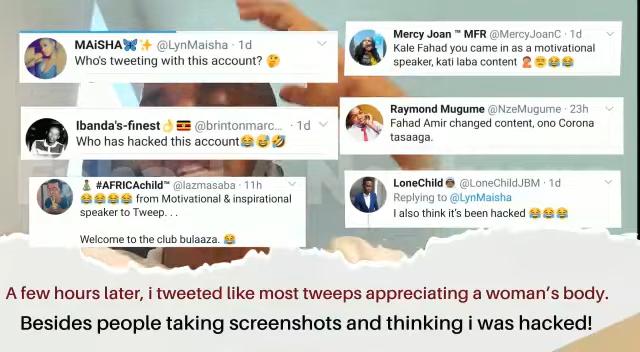 MAiSHA🦋✨ @LynMaisha · 1d
Who's tweeting with this account? 🤔
Ibanda's-finest👌🇺🇬 @brintonmarc... · 1d
Who has hacked this account😂😅🤣
#AFRICAchild™ @lazmasaba · 11h
😂😂😂😂 from Motivational & inspirational
speaker to Tweep. . .
Welcome to the club bulaaza. 😂
Mercy Joan ™ MFR @MercyJoanC · 1d
Kale Fahad you came in as a motivational
speaker, kati laba content 🤦😇😂😂
Raymond Mugume @NzeMugume · 23h
Fahad Amir changed content, ono Corona
tasaaga.
LoneChild @LoneChildJBM · 1d
Replying to @LynMaisha
I also think it's been hacked 😂😂😂
A few hours later, i tweeted like most tweeps appreciating a woman's body.
Besides people taking screenshots and thinking i was hacked!